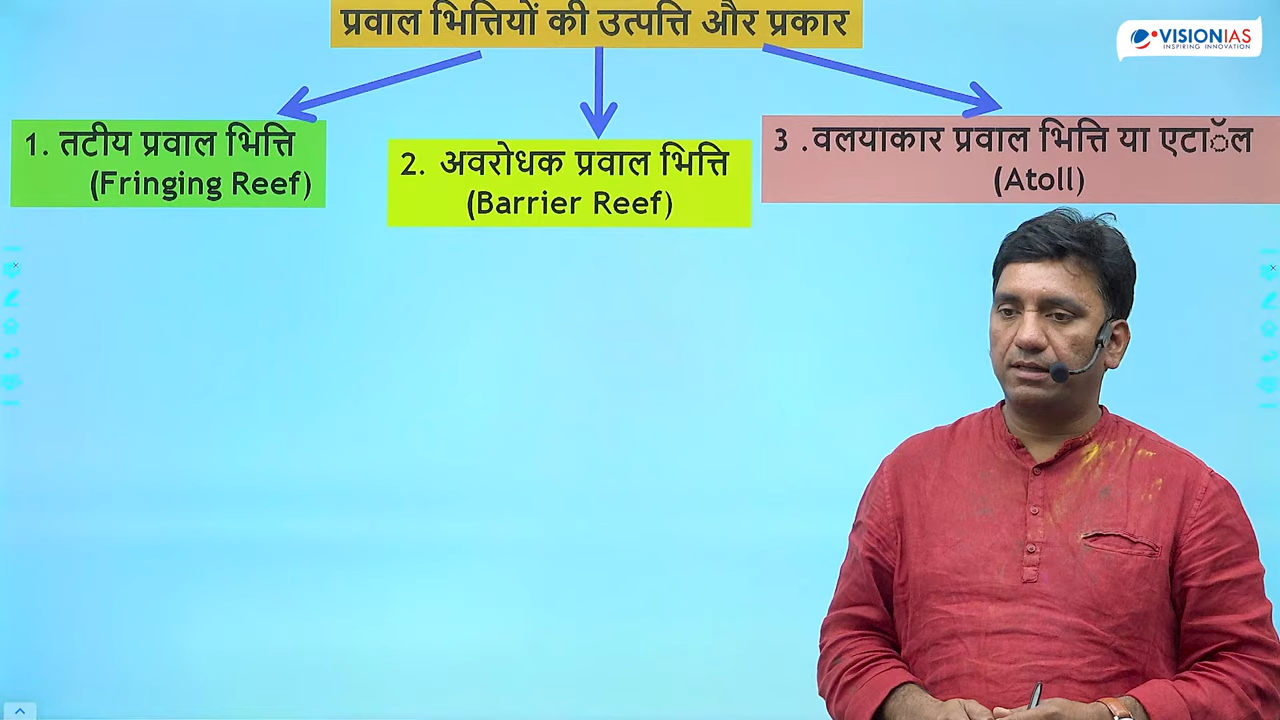 प्रवाल भित्तियों की उत्पत्ति और प्रकार
VISIONIAS
INSPIRING INNOVATION
1. तटीय प्रवाल भित्ति
(Fringing Reef)
2. अवरोधक प्रवाल भित्ति
(Barrier Reef)
3 .वलयाकार प्रवाल भित्ति या एटाॅल
(Atoll)